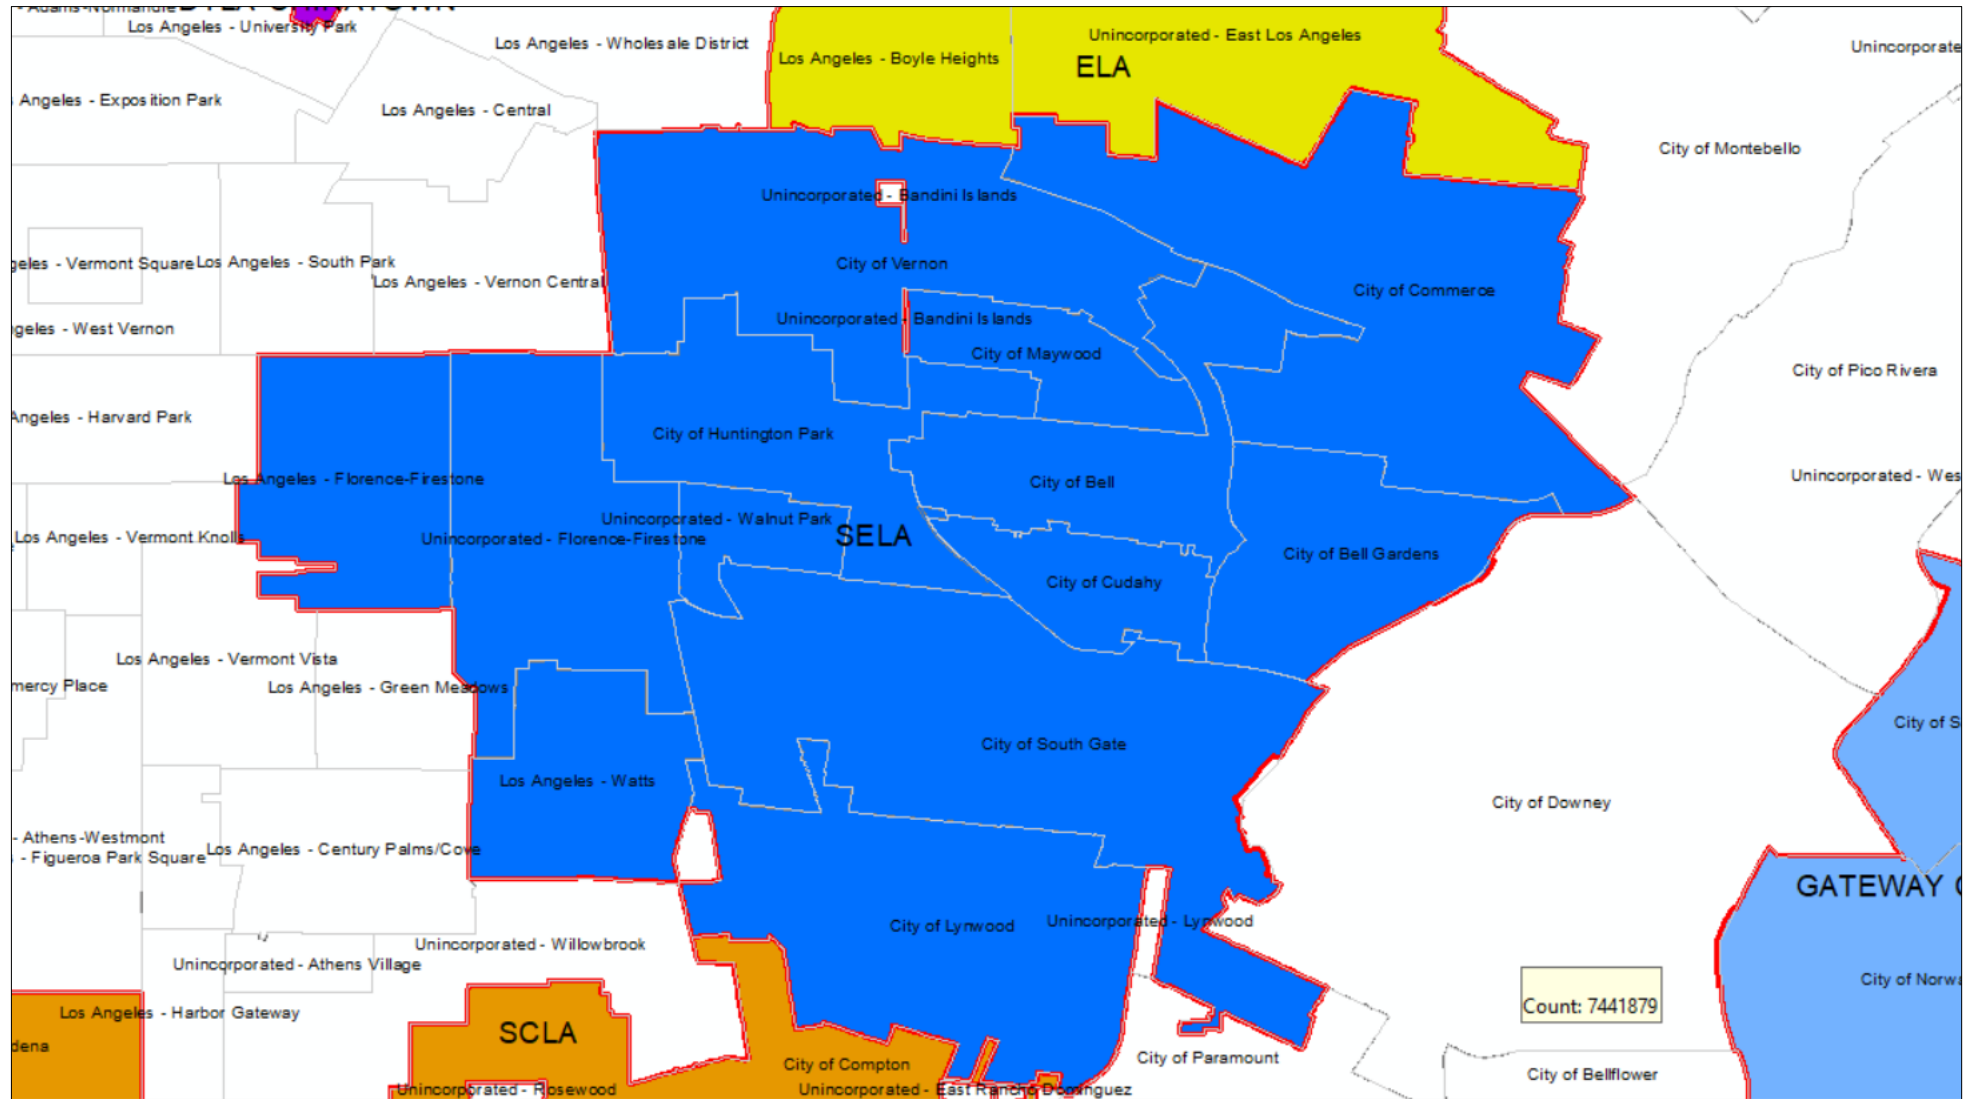 - Adams-Normandie
Los Angeles - University Park
Los Angeles - Wholesale District
Los Angeles - Boyle Heights
Unincorporated - East Los Angeles
Unincorporate
ELA
Angeles - Exposition Park
Los Angeles - Central
City of Montebello
Unincorporated - Bandini Islands
geles - Vermont Square
Los Angeles - South Park
City of Vernon
Los Angeles - Vernon Central
City of Commerce
Unincorporated - Bandini Islands
geles - West Vernon
City of Maywood
City of Pico Rivera
Angeles - Harvard Park
City of Huntington Park
Los Angeles - Florence-Firestone
City of Bell
Unincorporated - Wes
Unincorporated - Walnut Park
SELA
Los Angeles - Vermont Knolls
Unincorporated - Florence-Firestone
City of Bell Gardens
City of Cudahy
Los Angeles - Vermont Vista
mercy Place
Los Angeles - Green Meadows
City of S
City of South Gate
Los Angeles - Watts
City of Downey
- Athens-Westmont
- Figueroa Park Square
Los Angeles - Century Palms/Cove
GATEWAY
City of Lynwood
Unincorporated - Lynwood
Unincorporated - Willowbrook
Unincorporated - Athens Village
City of Norwa
Count: 7441879
Los Angeles - Harbor Gateway
SCLA
dena
City of Compton
City of Paramount
City of Bellflower
Unincorporated - Rosewood
Unincorporated - East Rancho Dominguez